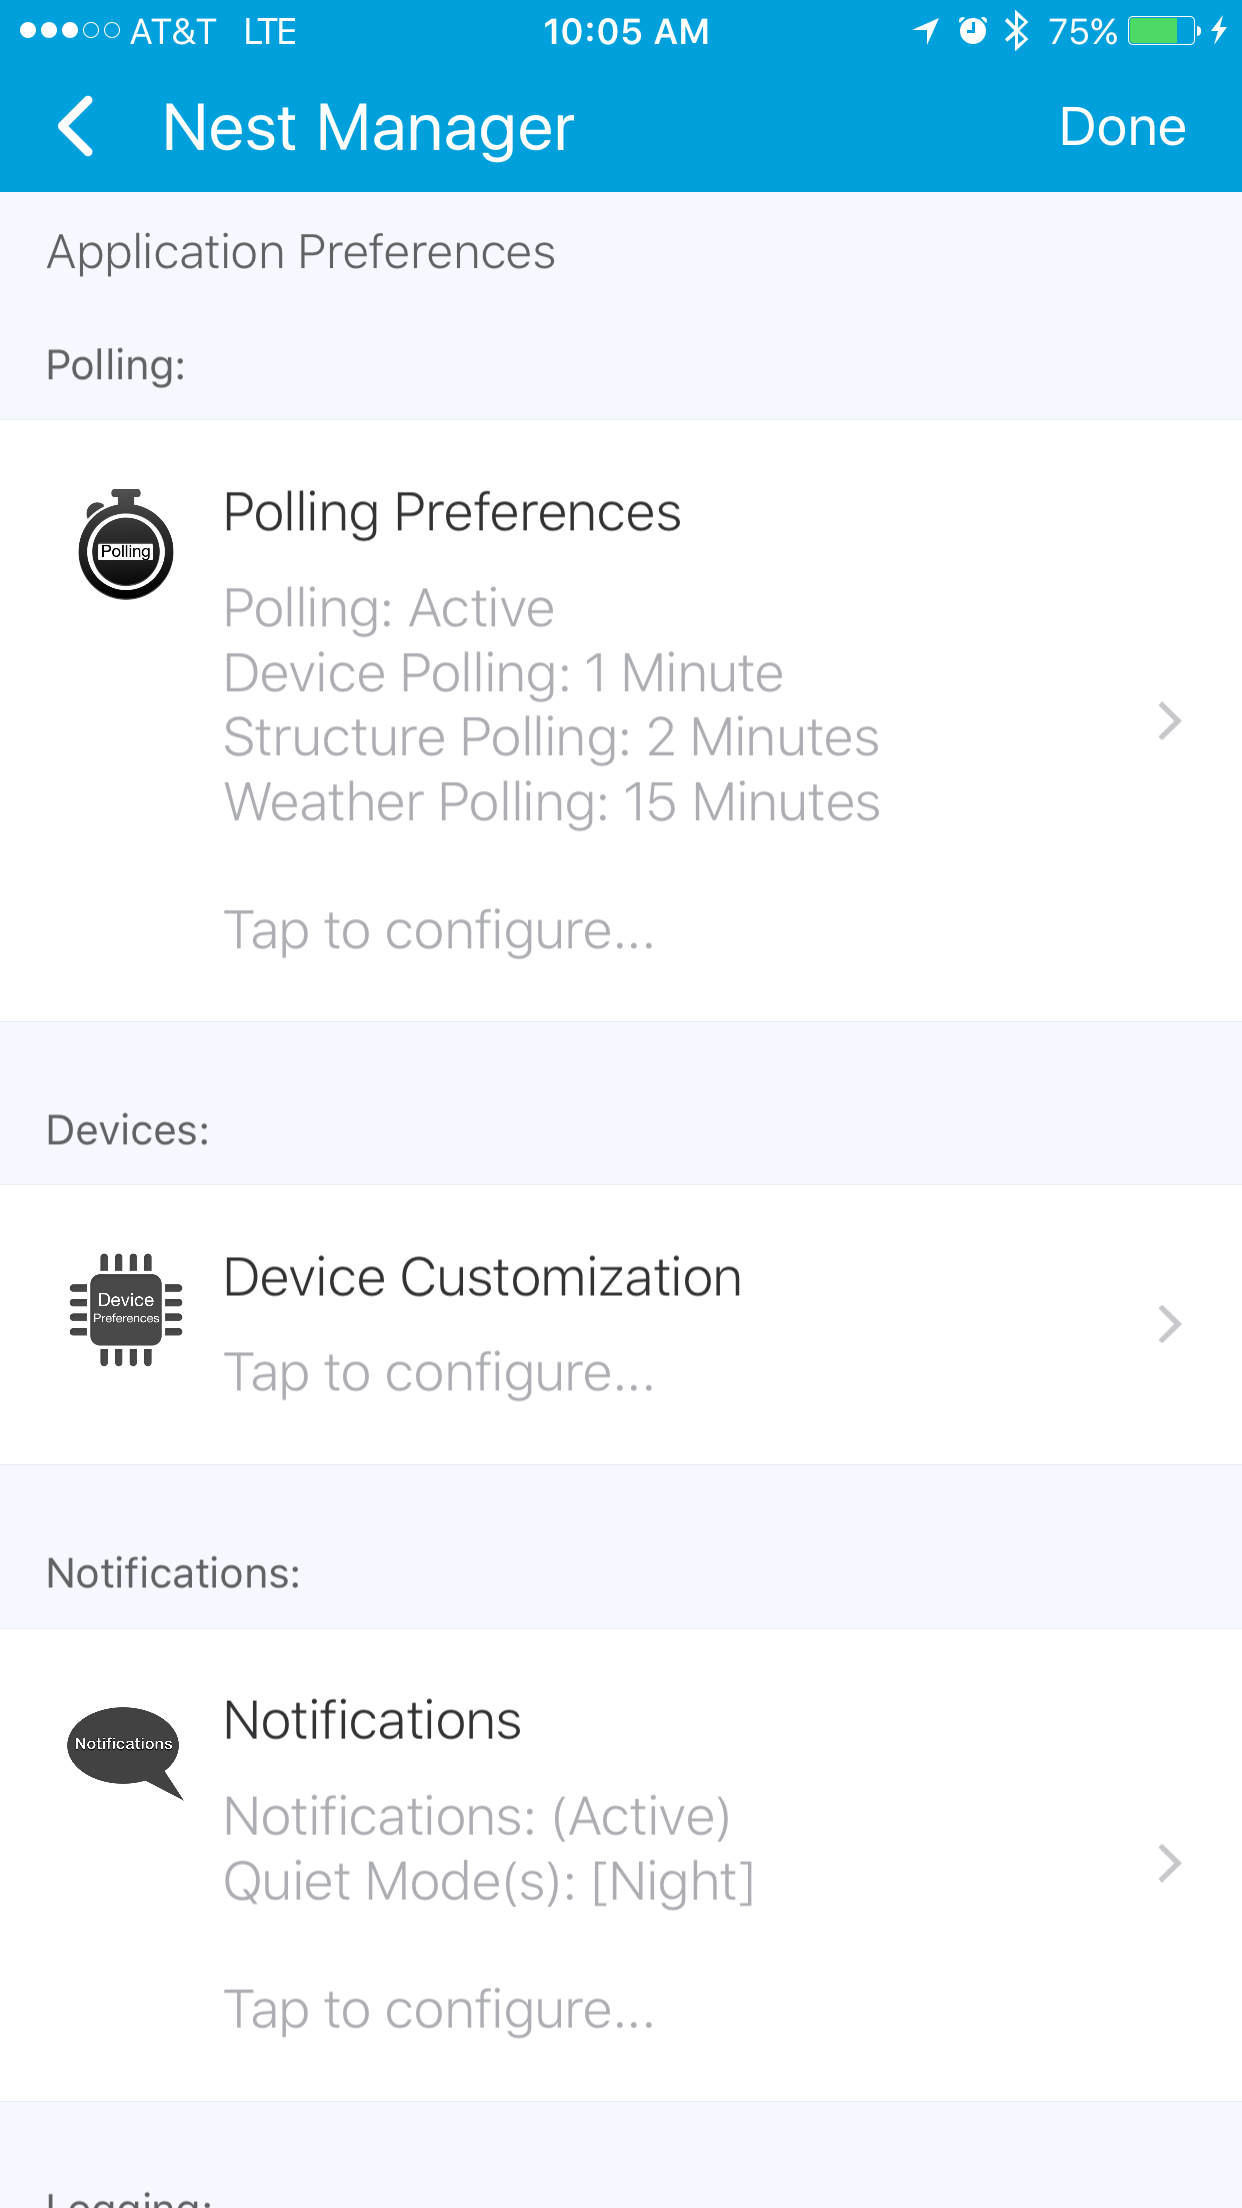 AT&T LTE 10:05 AM 75%
Nest Manager Done
Application Preferences
Polling:
Polling
Polling Preferences
Polling: Active
Device Polling: 1 Minute
Structure Polling: 2 Minutes
Weather Polling: 15 Minutes
Tap to configure...
Devices:
Device
Preferences
Device Customization
Tap to configure...
Notifications:
Notifications
Notifications
Notifications: (Active)
Quiet Mode(s): [Night]
Tap to configure...
Logging: